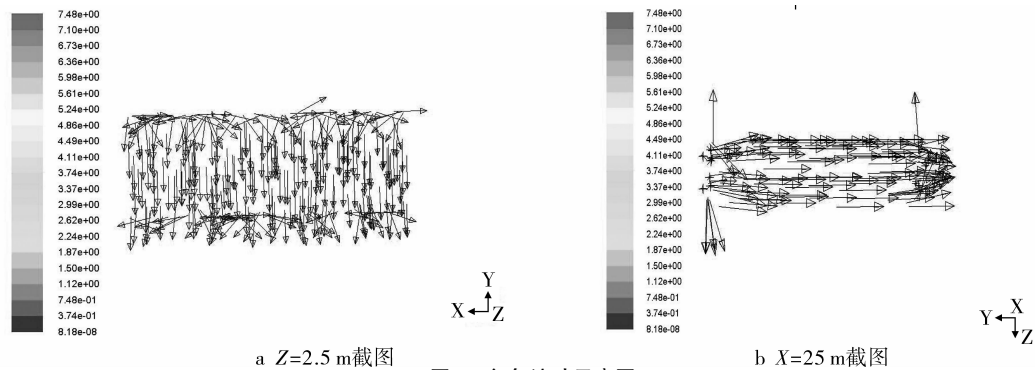 7.48e+00
7.10e+00
6.73e+00
6.36e+00
5.98e+00
5.61e+00
5.24e+00
4.86e+00
4.49e+00
4.11e+00
3.74e+00
3.37e+00
2.99e+00
2.62e+00
2.24e+00
1.87e+00
1.50e+00
1.12e+00
7.48e-01
3.74e-01
8.18e-08
Y
X
Z
a Z=2.5 m截图
7.48e+00
7.10e+00
6.73e+00
6.36e+00
5.98e+00
5.61e+00
5.24e+00
4.86e+00
4.49e+00
4.11e+00
3.74e+00
3.37e+00
2.99e+00
2.62e+00
2.24e+00
1.87e+00
1.50e+00
1.12e+00
7.48e-01
3.74e-01
8.18e-08
X
Y
Z
b X=25 m截图